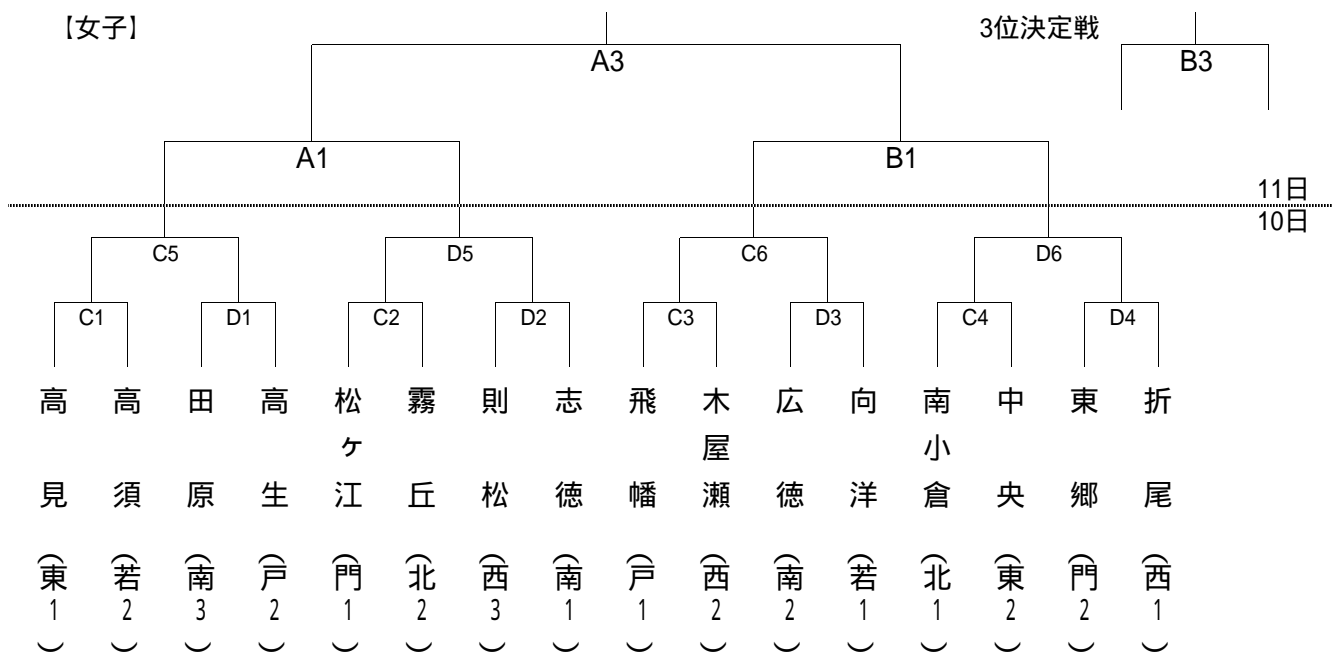 【女子】
3位決定戦
A3
B3
A1
B1
11日
10日
C5
D5
C6
D6
C1
D1
C2
D2
C3
D3
C4
D4
高見（東1）
高須（若2）
田原（南3）
高生（戸2）
松ヶ江（門1）
霧丘（北2）
則松（西3）
志徳（南1）
飛幡（戸1）
木屋瀬（西2）
広徳（南2）
向洋（若1）
南小倉（北1）
中央（東2）
東郷（門2）
折尾（西1）